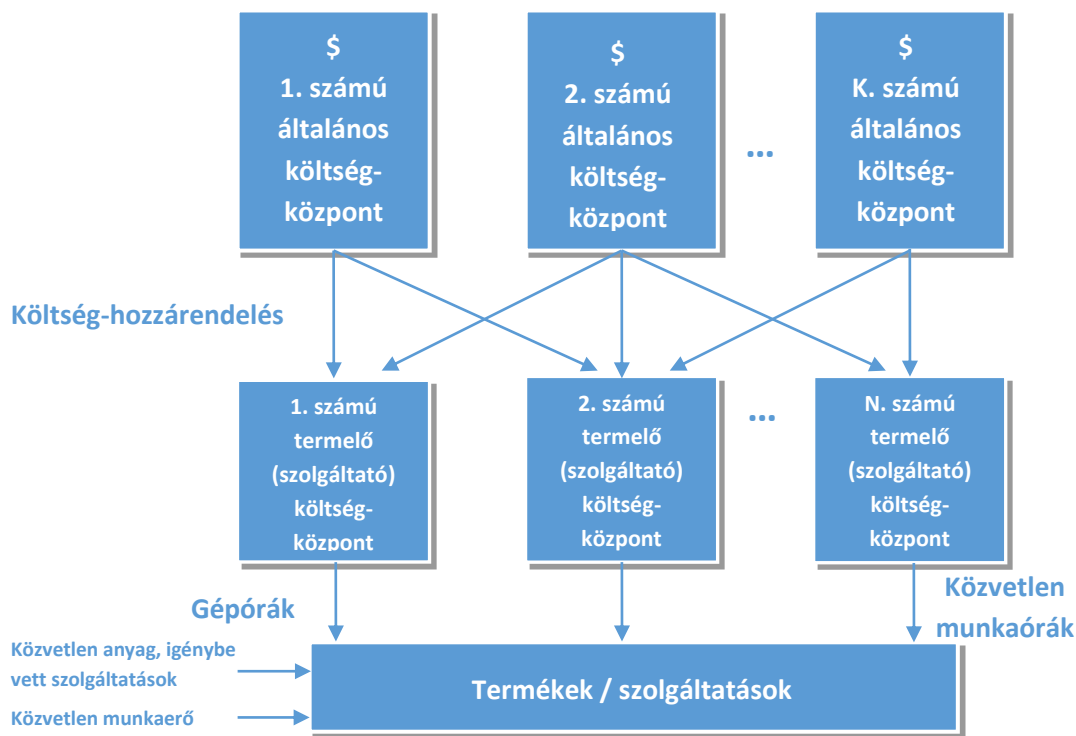 $
1. számú
általános
költség-
központ
$
2. számú
általános
költség-
központ
...
$
K. számú
általános
költség-
központ
Költség-hozzárendelés
1. számú
termelő
(szolgáltató)
költség-
központ
2. számú
termelő
(szolgáltató)
költség-
központ
...
N. számú
termelő
(szolgáltató)
költség-
központ
Gépórák
Közvetlen
munkaórák
Közvetlen anyag, igénybe
vett szolgáltatások
Közvetlen munkaerő
Termékek / szolgáltatások